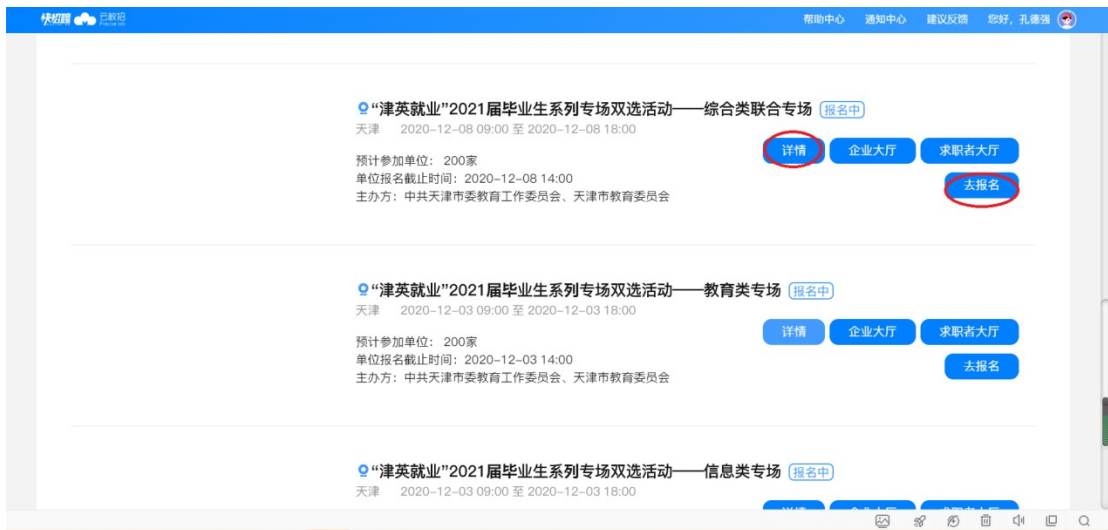 快招聘 云校招 帮助中心 通知中心 建议反馈 您好，孔德强
“津英就业”2021届毕业生系列专场双选活动——综合类联合专场 报名中
天津 2020-12-08 09:00 至 2020-12-08 18:00
详情 企业大厅 求职者大厅
预计参加单位： 200家
单位报名截止时间：2020-12-08 14:00
去报名
主办方：中共天津市委教育工作委员会、天津市教育委员会
“津英就业”2021届毕业生系列专场双选活动——教育类专场 报名中
天津 2020-12-03 09:00 至 2020-12-03 18:00
详情 企业大厅 求职者大厅
预计参加单位： 200家
单位报名截止时间：2020-12-03 14:00
去报名
主办方：中共天津市委教育工作委员会、天津市教育委员会
“津英就业”2021届毕业生系列专场双选活动——信息类专场 报名中
天津 2020-12-03 09:00 至 2020-12-03 18:00